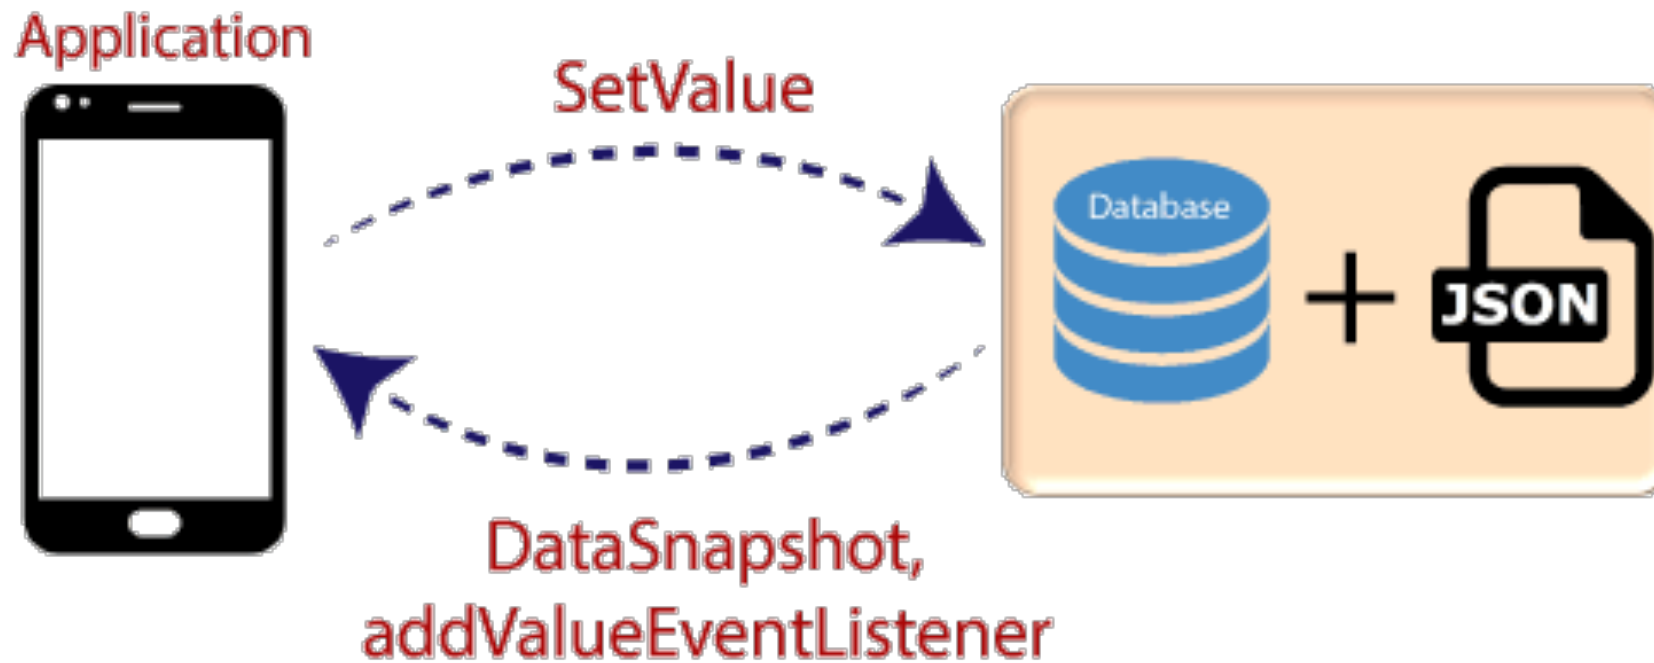 Application
SetValue
Database
JSON
DataSnapshot,
addValueEventListener